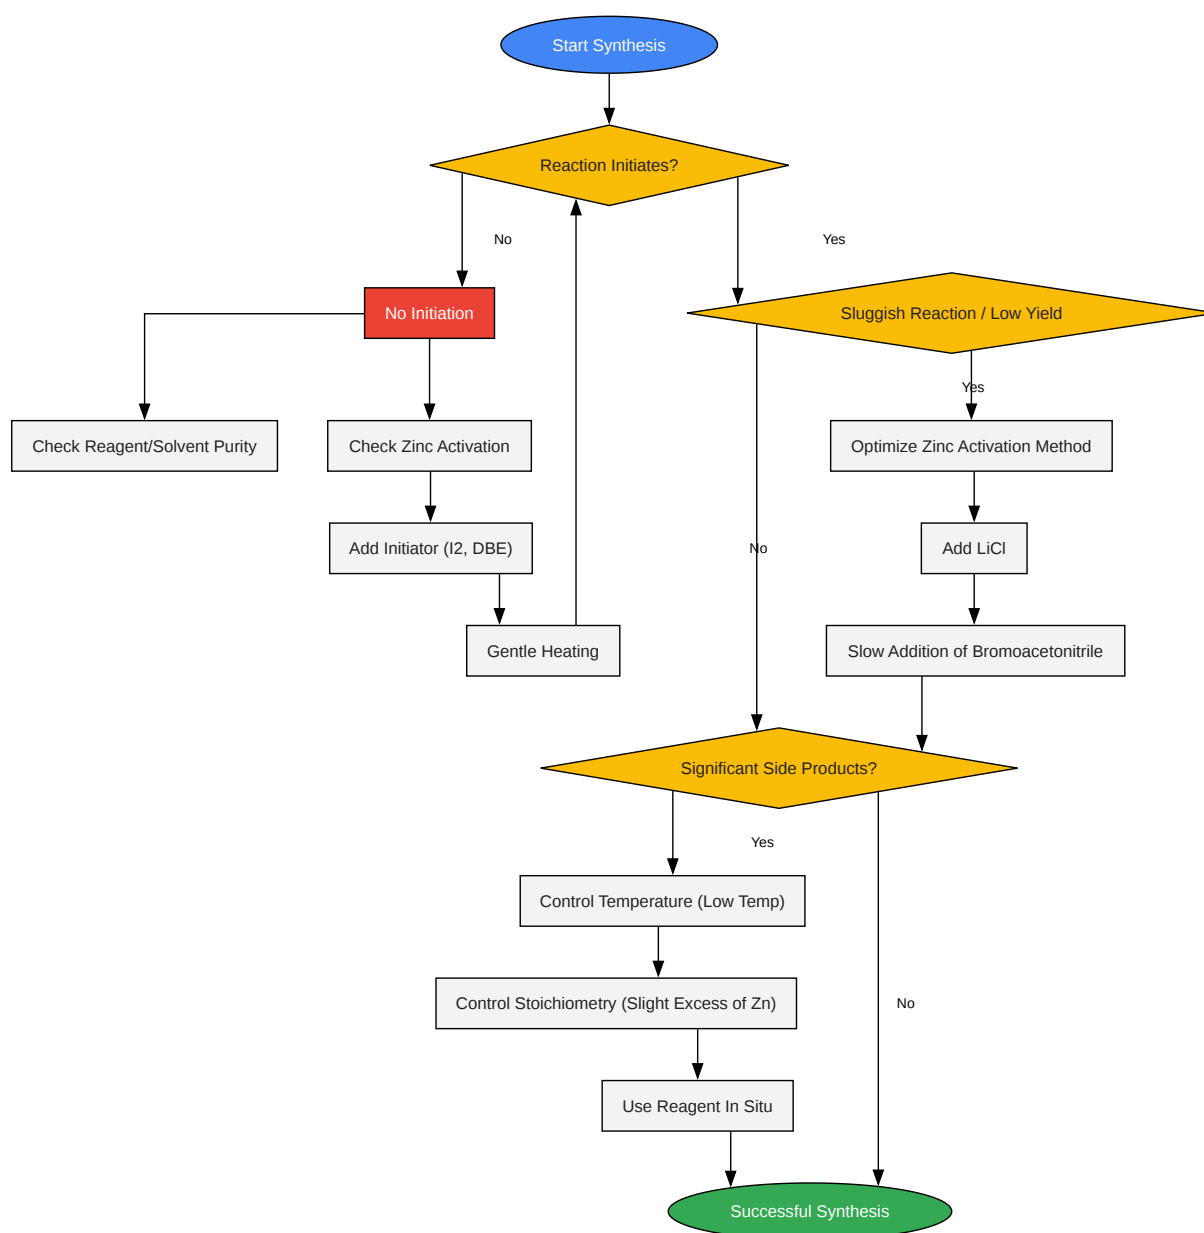 Start Synthesis
Reaction Initiates?
No
Yes
No Initiation
Sluggish Reaction / Low Yield
Yes
Check Reagent/Solvent Purity
Check Zinc Activation
Optimize Zinc Activation Method
Add Initiator (I2, DBE)
No
Add LiCl
Gentle Heating
Slow Addition of Bromoacetonitrile
Significant Side Products?
Yes
Control Temperature (Low Temp)
Control Stoichiometry (Slight Excess of Zn)
No
Use Reagent In Situ
Successful Synthesis